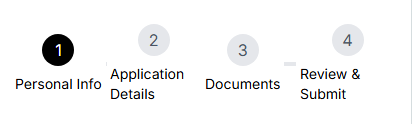 1
Personal Info
2
Application
Details
3
Documents
4
Review &
Submit